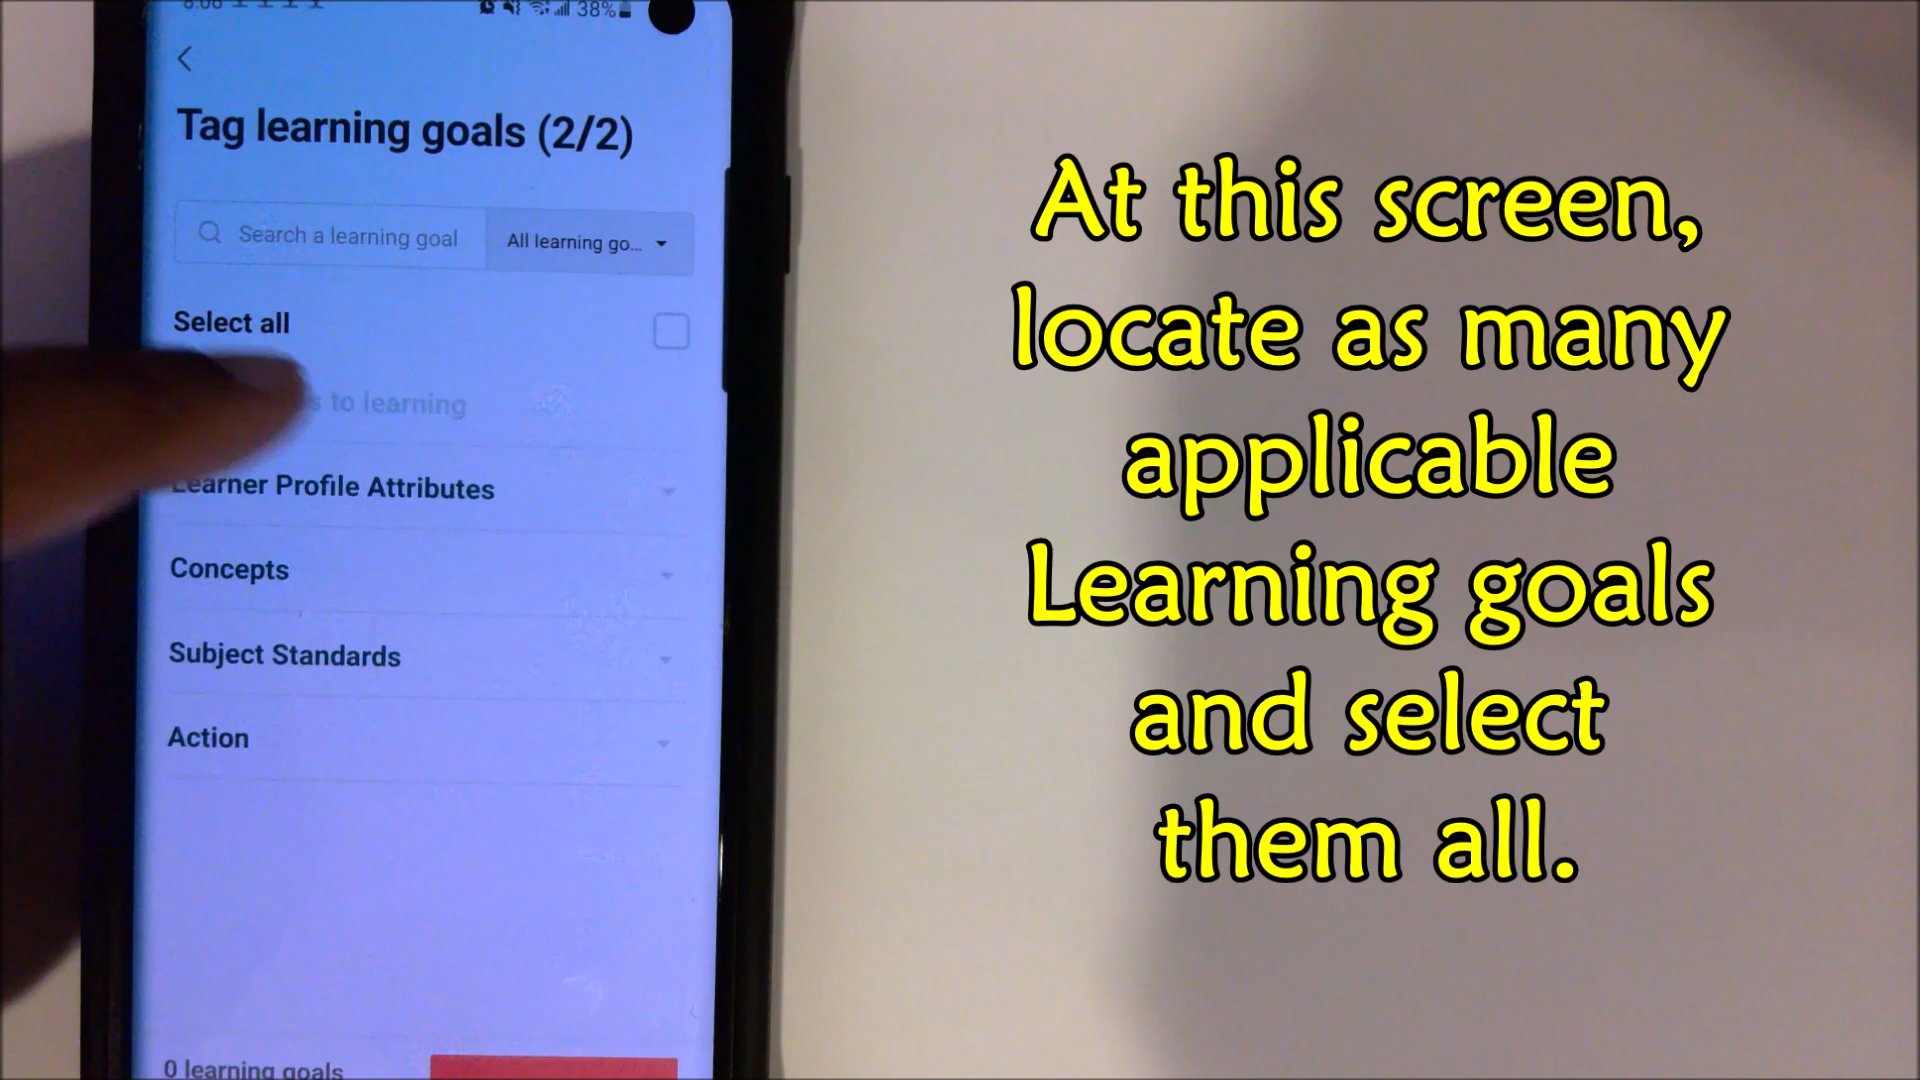 38%
Tag learning goals (2/2)
Search a learning goal
All learning go...
Select all
s to learning
Learner Profile Attributes
Concepts
Subject Standards
Action
0 learning goals
At this screen,
locate as many
applicable
Learning goals
and select
them all.